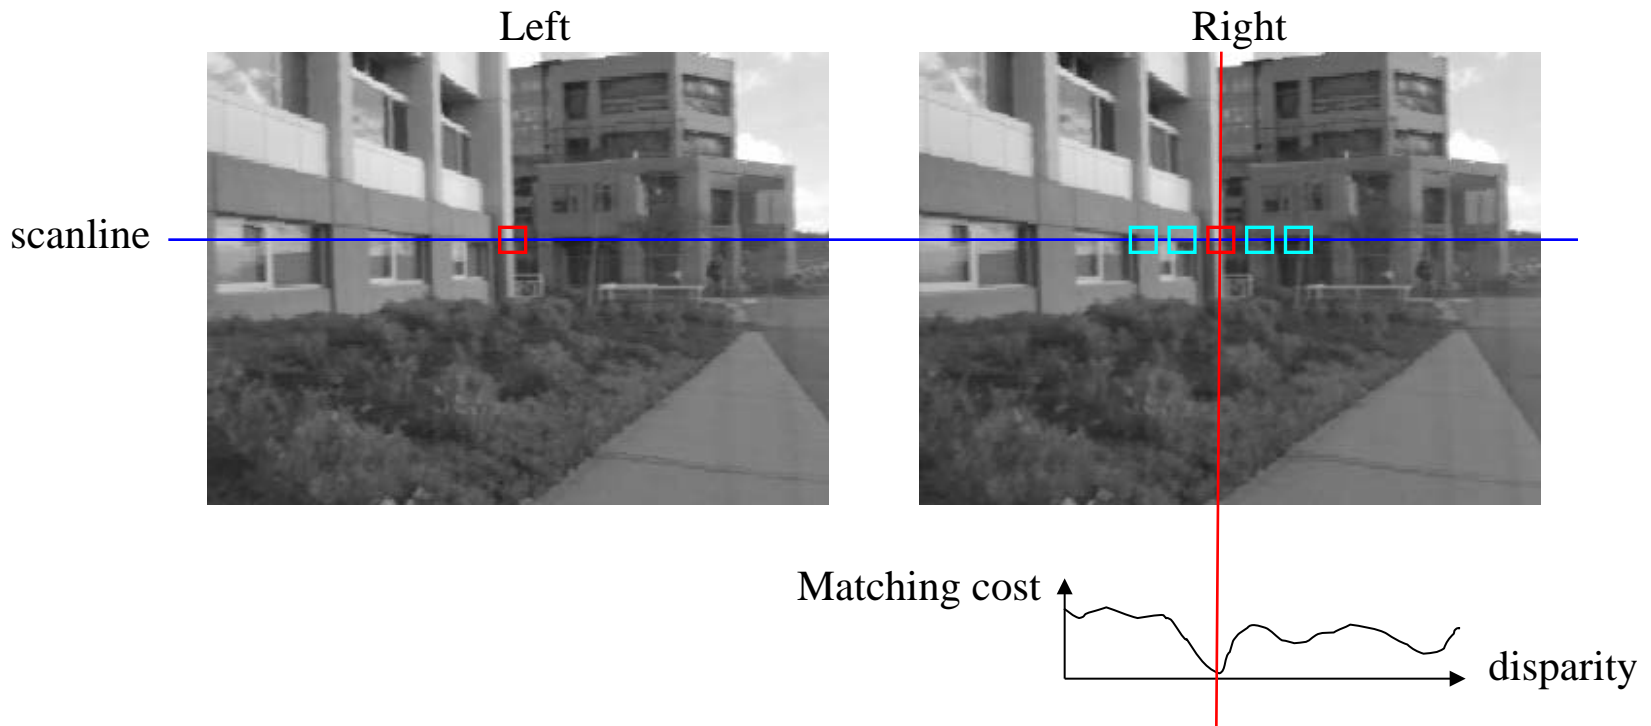 Left
Right
scanline
Matching cost
disparity